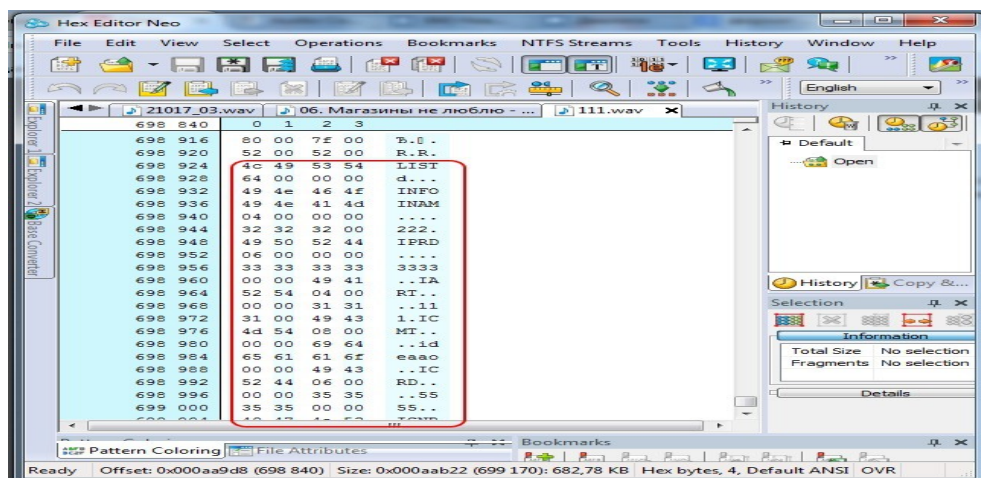 Hex Editor Neo
File Edit View Select Operations Bookmarks NTFS Streams Tools History Window Help
English
21017_03.wav 06. Магазины не люблю - ... 111.wav
History
Default
Open
Explorer 1
Explorer 2
Base Converter
698 840 0 1 2 3
698 916 80 00 7f 00 Ђ..
698 920 52 00 52 00 R.R.
698 924 4c 49 53 54 LIST
698 928 64 00 00 00 d...
698 932 49 4e 46 4f INFO
698 936 49 4e 41 4d INAM
698 940 04 00 00 00 ....
698 944 32 32 32 00 222.
698 948 49 50 52 44 IPRD
698 952 06 00 00 00 ....
698 956 33 33 33 33 3333
698 960 00 00 49 41 ..IA
698 964 52 54 04 00 RT..
698 968 00 00 31 31 ..11
698 972 31 00 49 43 1.IC
698 976 4d 54 08 00 MT..
698 980 00 00 69 64 ..id
698 984 65 61 61 6f eaao
698 988 00 00 49 43 ..IC
698 992 52 44 06 00 RD..
698 996 00 00 35 35 ..55
699 000 35 35 00 00 55..
History Copy &...
Selection
Information
Total Size No selection
Fragments No selection
Details
Bookmarks
Pattern Coloring File Attributes
Ready Offset: 0x000aa9d8 (698 840) Size: 0x000aab22 (699 170): 682,78 KB Hex bytes, 4, Default ANSI OVR